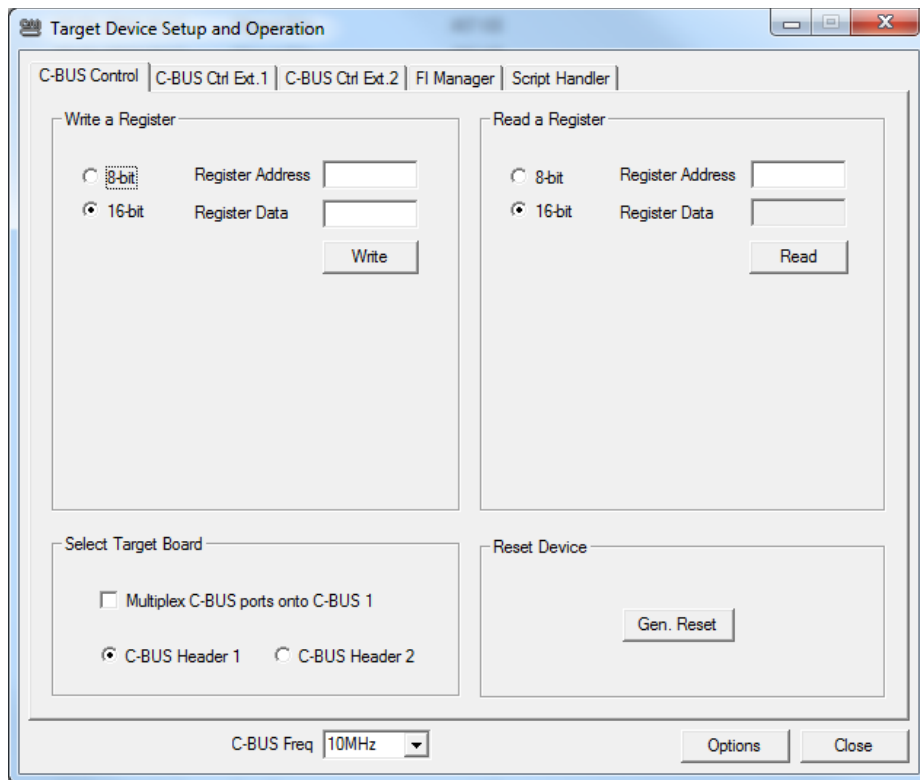 Target Device Setup and Operation
C-BUS Control C-BUS Ctrl Ext.1 C-BUS Ctrl Ext.2 FI Manager Script Handler
Write a Register
8-bit Register Address
16-bit Register Data
Write
Read a Register
8-bit Register Address
16-bit Register Data
Read
Select Target Board
Multiplex C-BUS ports onto C-BUS 1
C-BUS Header 1 C-BUS Header 2
Reset Device
Gen. Reset
C-BUS Freq 10MHz Options Close